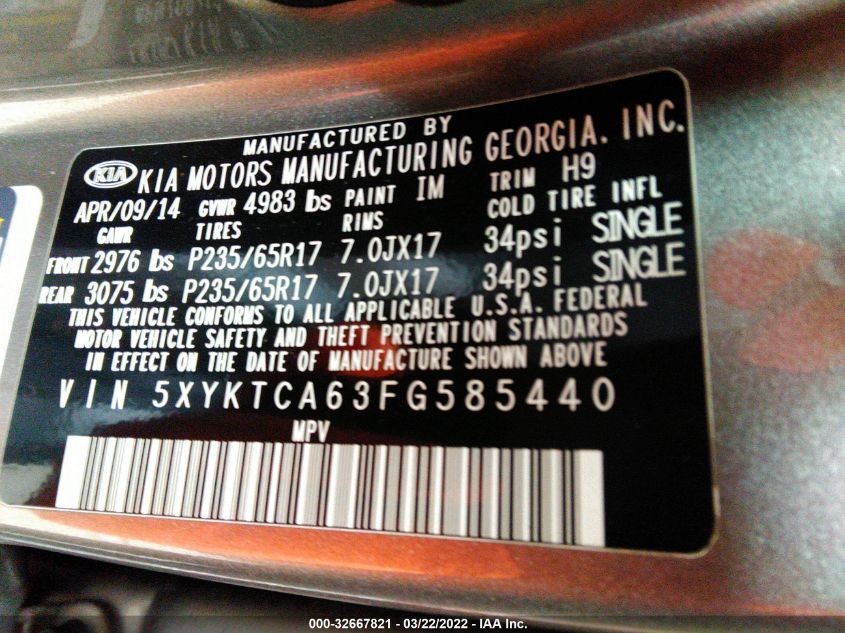 MANUFACTURED BY
KIA KIA MOTORS MANUFACTURING GEORGIA. INC.
APR/09/14 GVWR 4983 lbs PAINT IM TRIM H9
GAWR TIRES RIMS COLD TIRE INFL
FRONT 2976 lbs P235/65R17 7.0JX17 34psi SINGLE
REAR 3075 lbs P235/65R17 7.0JX17 34psi SINGLE
THIS VEHICLE CONFORMS TO ALL APPLICABLE U.S.A. FEDERAL
MOTOR VEHICLE SAFETY AND THEFT PREVENTION STANDARDS
IN EFFECT ON THE DATE OF MANUFACTURE SHOWN ABOVE
VIN 5XYKTCA63FG585440
MPV
000-32667821 - 03/22/2022 - IAA Inc.